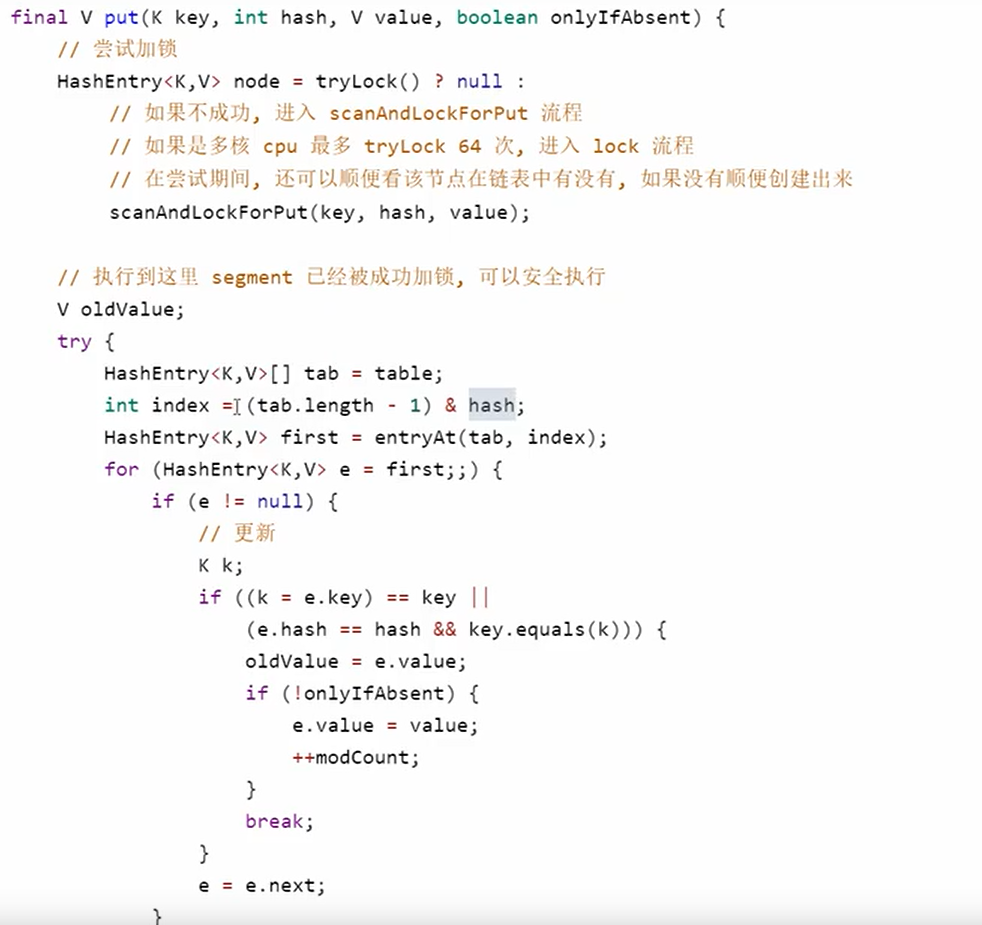 final V put(K key, int hash, V value, boolean onlyIfAbsent) {
    // 尝试加锁
    HashEntry<K,V> node = tryLock() ? null :
        // 如果不成功, 进入 scanAndLockForPut 流程
        // 如果是多核 cpu 最多 tryLock 64 次, 进入 lock 流程
        // 在尝试期间, 还可以顺便看该节点在链表中有没有, 如果没有顺便创建出来
        scanAndLockForPut(key, hash, value);
    // 执行到这里 segment 已经被成功加锁, 可以安全执行
    V oldValue;
    try {
        HashEntry<K,V>[] tab = table;
        int index = (tab.length - 1) & hash;
        HashEntry<K,V> first = entryAt(tab, index);
        for (HashEntry<K,V> e = first;;) {
            if (e != null) {
                // 更新
                K k;
                if ((k = e.key) == key ||
                    (e.hash == hash && key.equals(k))) {
                    oldValue = e.value;
                    if (!onlyIfAbsent) {
                        e.value = value;
                        ++modCount;
                    }
                    break;
                }
                e = e.next;
            }